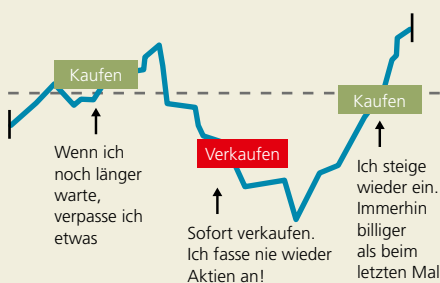 Kaufen
Wenn ich
noch länger
warte,
verpasse ich
etwas
Verkaufen
Sofort verkaufen.
Ich fasse nie wieder
Aktien an!
Kaufen
Ich steige
wieder ein.
Immerhin
billiger
als beim
letzten Mal